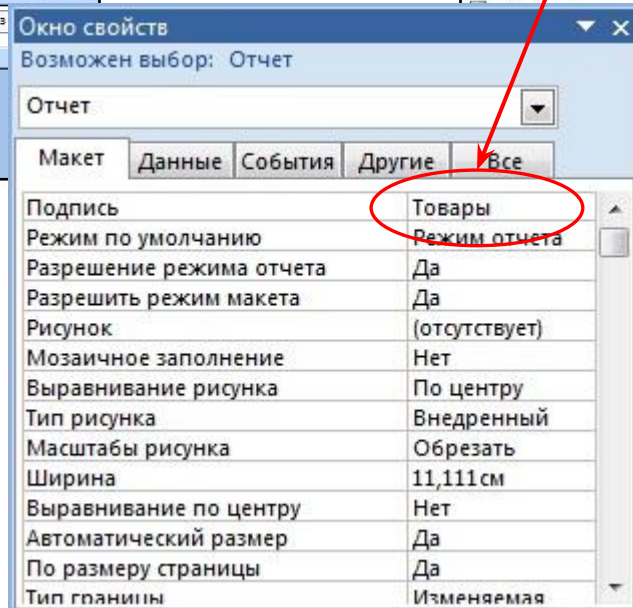 Окно свойств
Возможен выбор: Отчет
Отчет
Макет Данные События Другие Все
Подпись Товары
Режим по умолчанию Режим отчета
Разрешение режима отчета Да
Разрешить режим макета Да
Рисунок (отсутствует)
Мозаичное заполнение Нет
Выравнивание рисунка По центру
Тип рисунка Внедренный
Масштабы рисунка Обрезать
Ширина 11,111см
Выравнивание по центру Нет
Автоматический размер Да
По размеру страницы Да
Тип границы Изменяемая